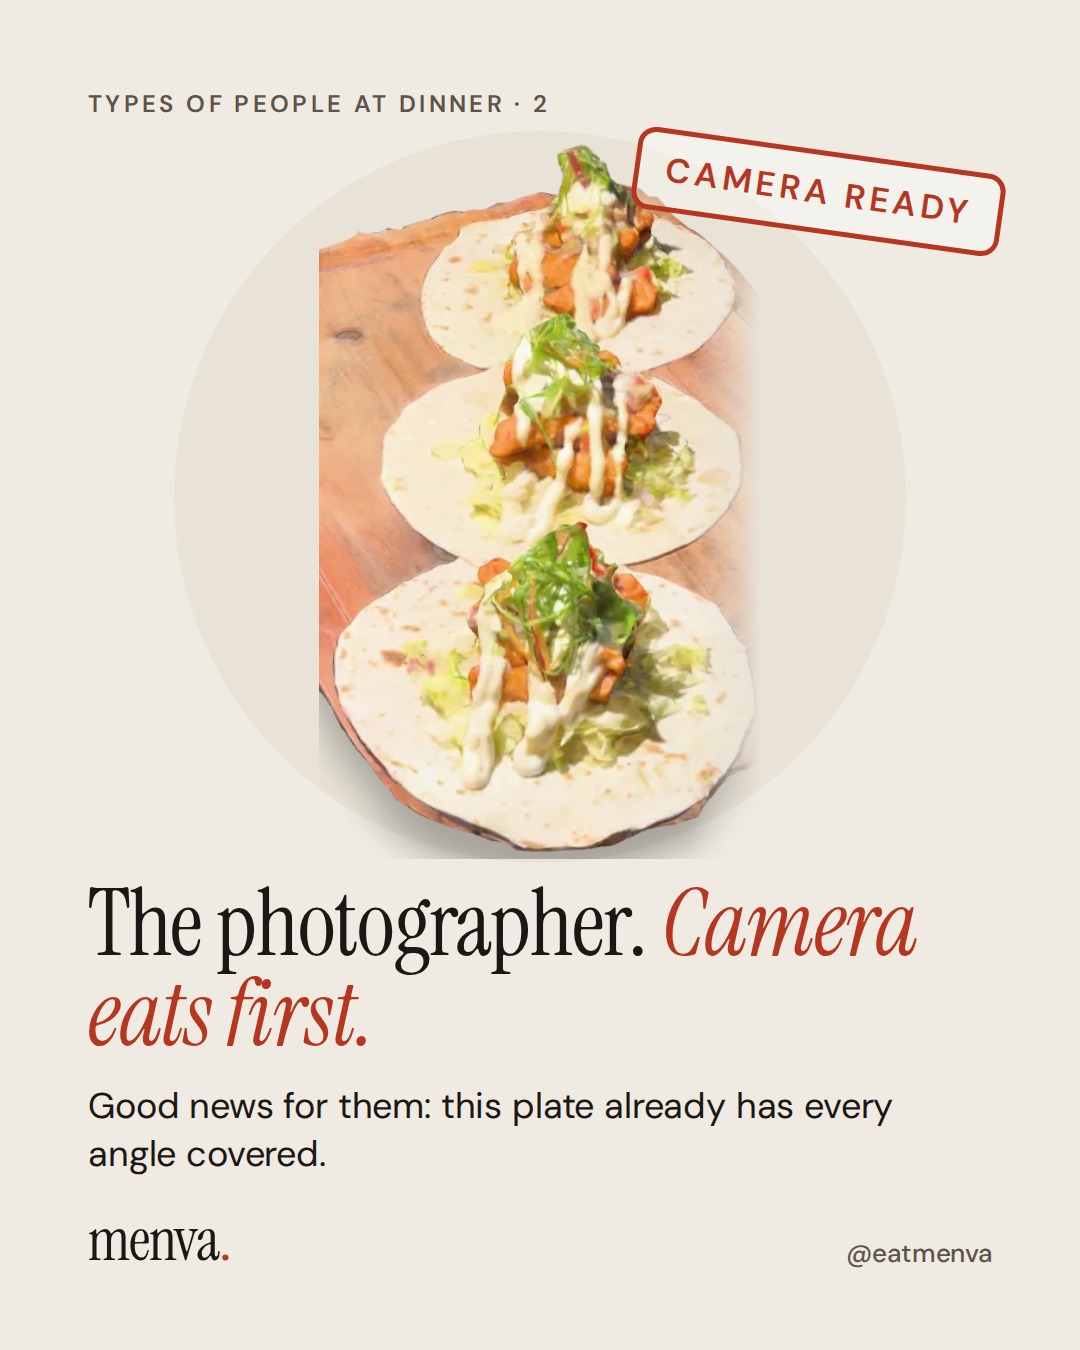 TYPES OF PEOPLE AT DINNER · 2
CAMERA READY
The photographer. Camera
eats first.
Good news for them: this plate already has every
angle covered.
menva.
@eatmenva